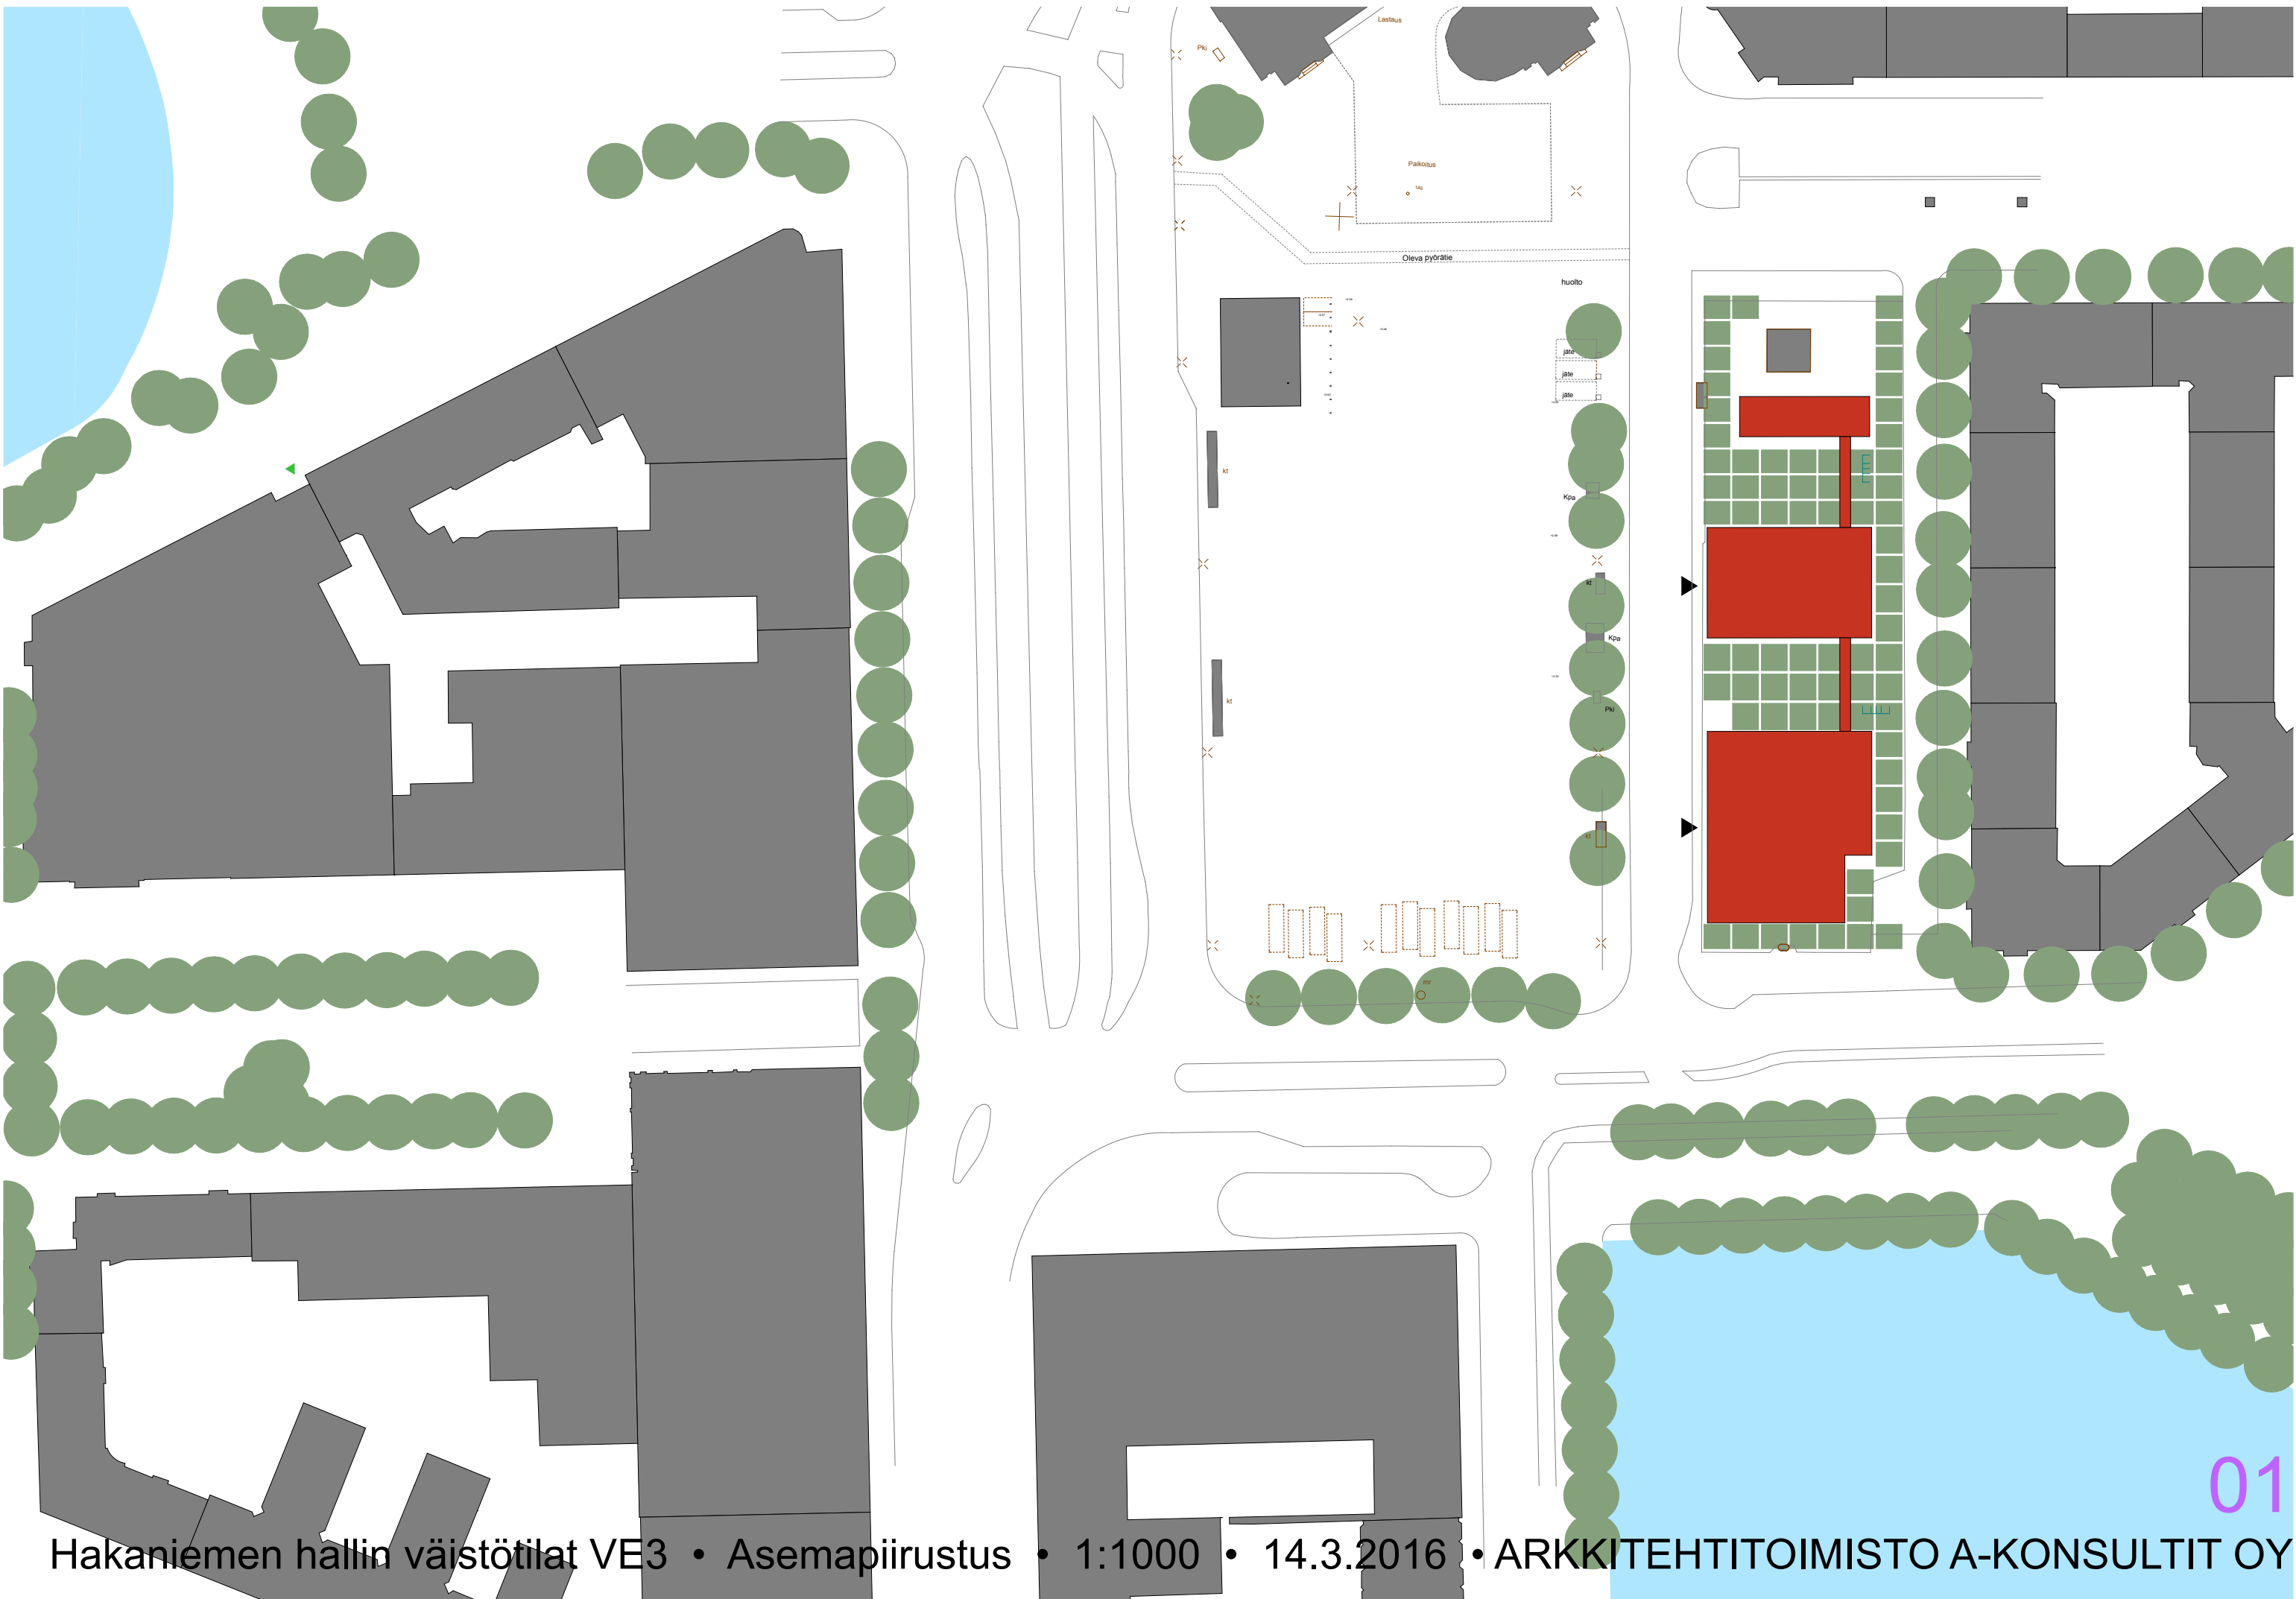 Lastaus
Pki
Paikoitus
Oleva pyörätie
huolto
jäte
jäte
jäte
kt
Kpa
kt
Kpa
kt
Pki
kt
mr
01
Hakaniemen hallin väistötilat VE3 • Asemapiirustus • 1:1000 • 14.3.2016 • ARKKITEHTITOIMISTO A-KONSULTIT OY